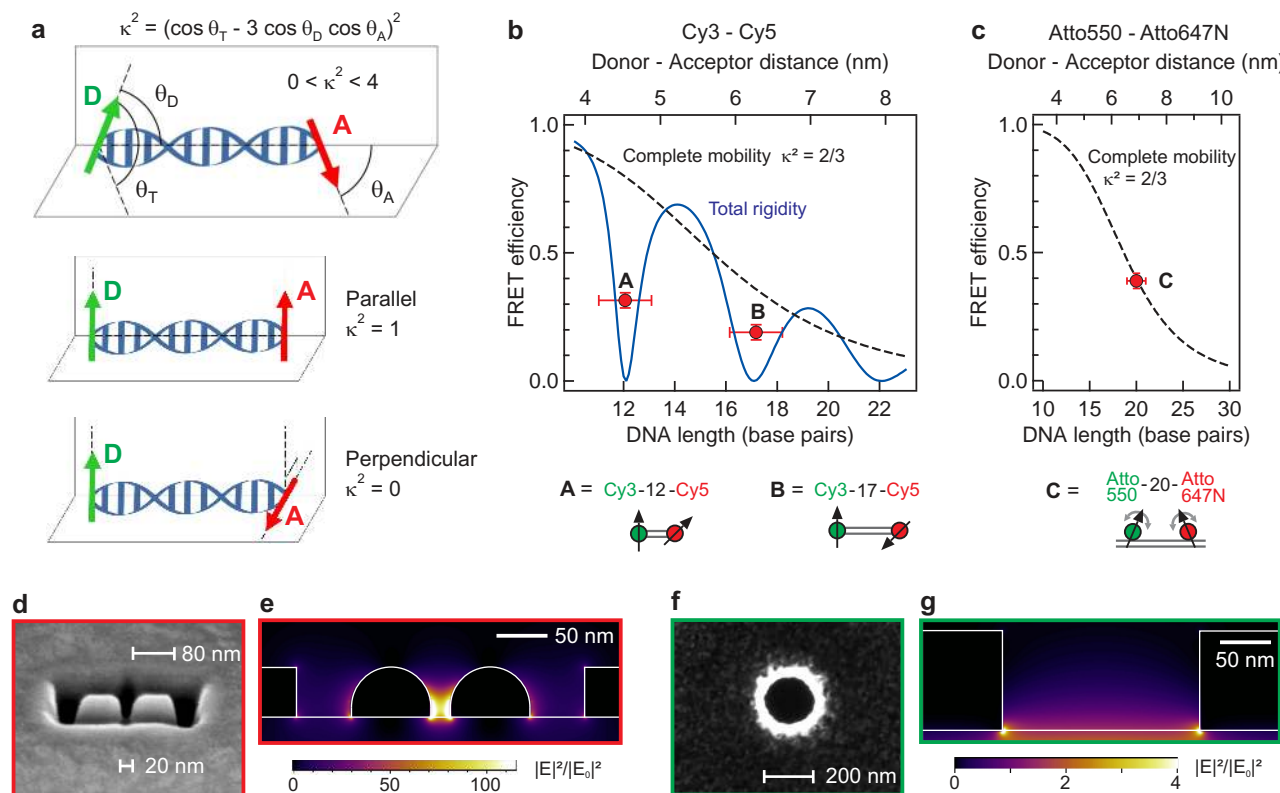 a
κ² = (cos θT - 3 cos θD cos θA)²
0 < κ² < 4
D
θD
A
θT
θA
D
A
Parallel
κ² = 1
D
A
Perpendicular
κ² = 0
b
Cy3 - Cy5
Donor - Acceptor distance (nm)
4 5 6 7 8
1.0
0.5
0.0
FRET efficiency
Complete mobility κ² = 2/3
Total rigidity
A
B
12 14 16 18 20 22
DNA length (base pairs)
A = Cy3-12-Cy5
B = Cy3-17-Cy5
c
Atto550 - Atto647N
Donor - Acceptor distance (nm)
4 6 8 10
1.0
0.5
0.0
FRET efficiency
Complete mobility
κ² = 2/3
C
10 15 20 25 30
DNA length (base pairs)
C = Atto 550 -20- Atto 647N
d
80 nm
20 nm
e
50 nm
0 50 100
|E|²/|E₀|²
f
200 nm
g
50 nm
0 2 4
|E|²/|E₀|²